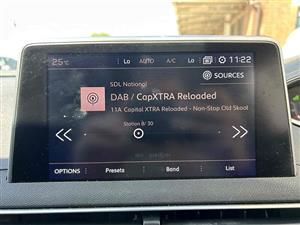 25°C Lo AUTO A/C Lo 11:22
SOURCES
SDL National
DAB / CapXTRA Reloaded
11A Capital XTRA Reloaded - Non-Stop Old Skool
Station 8/ 30
OPTIONS Presets Band List